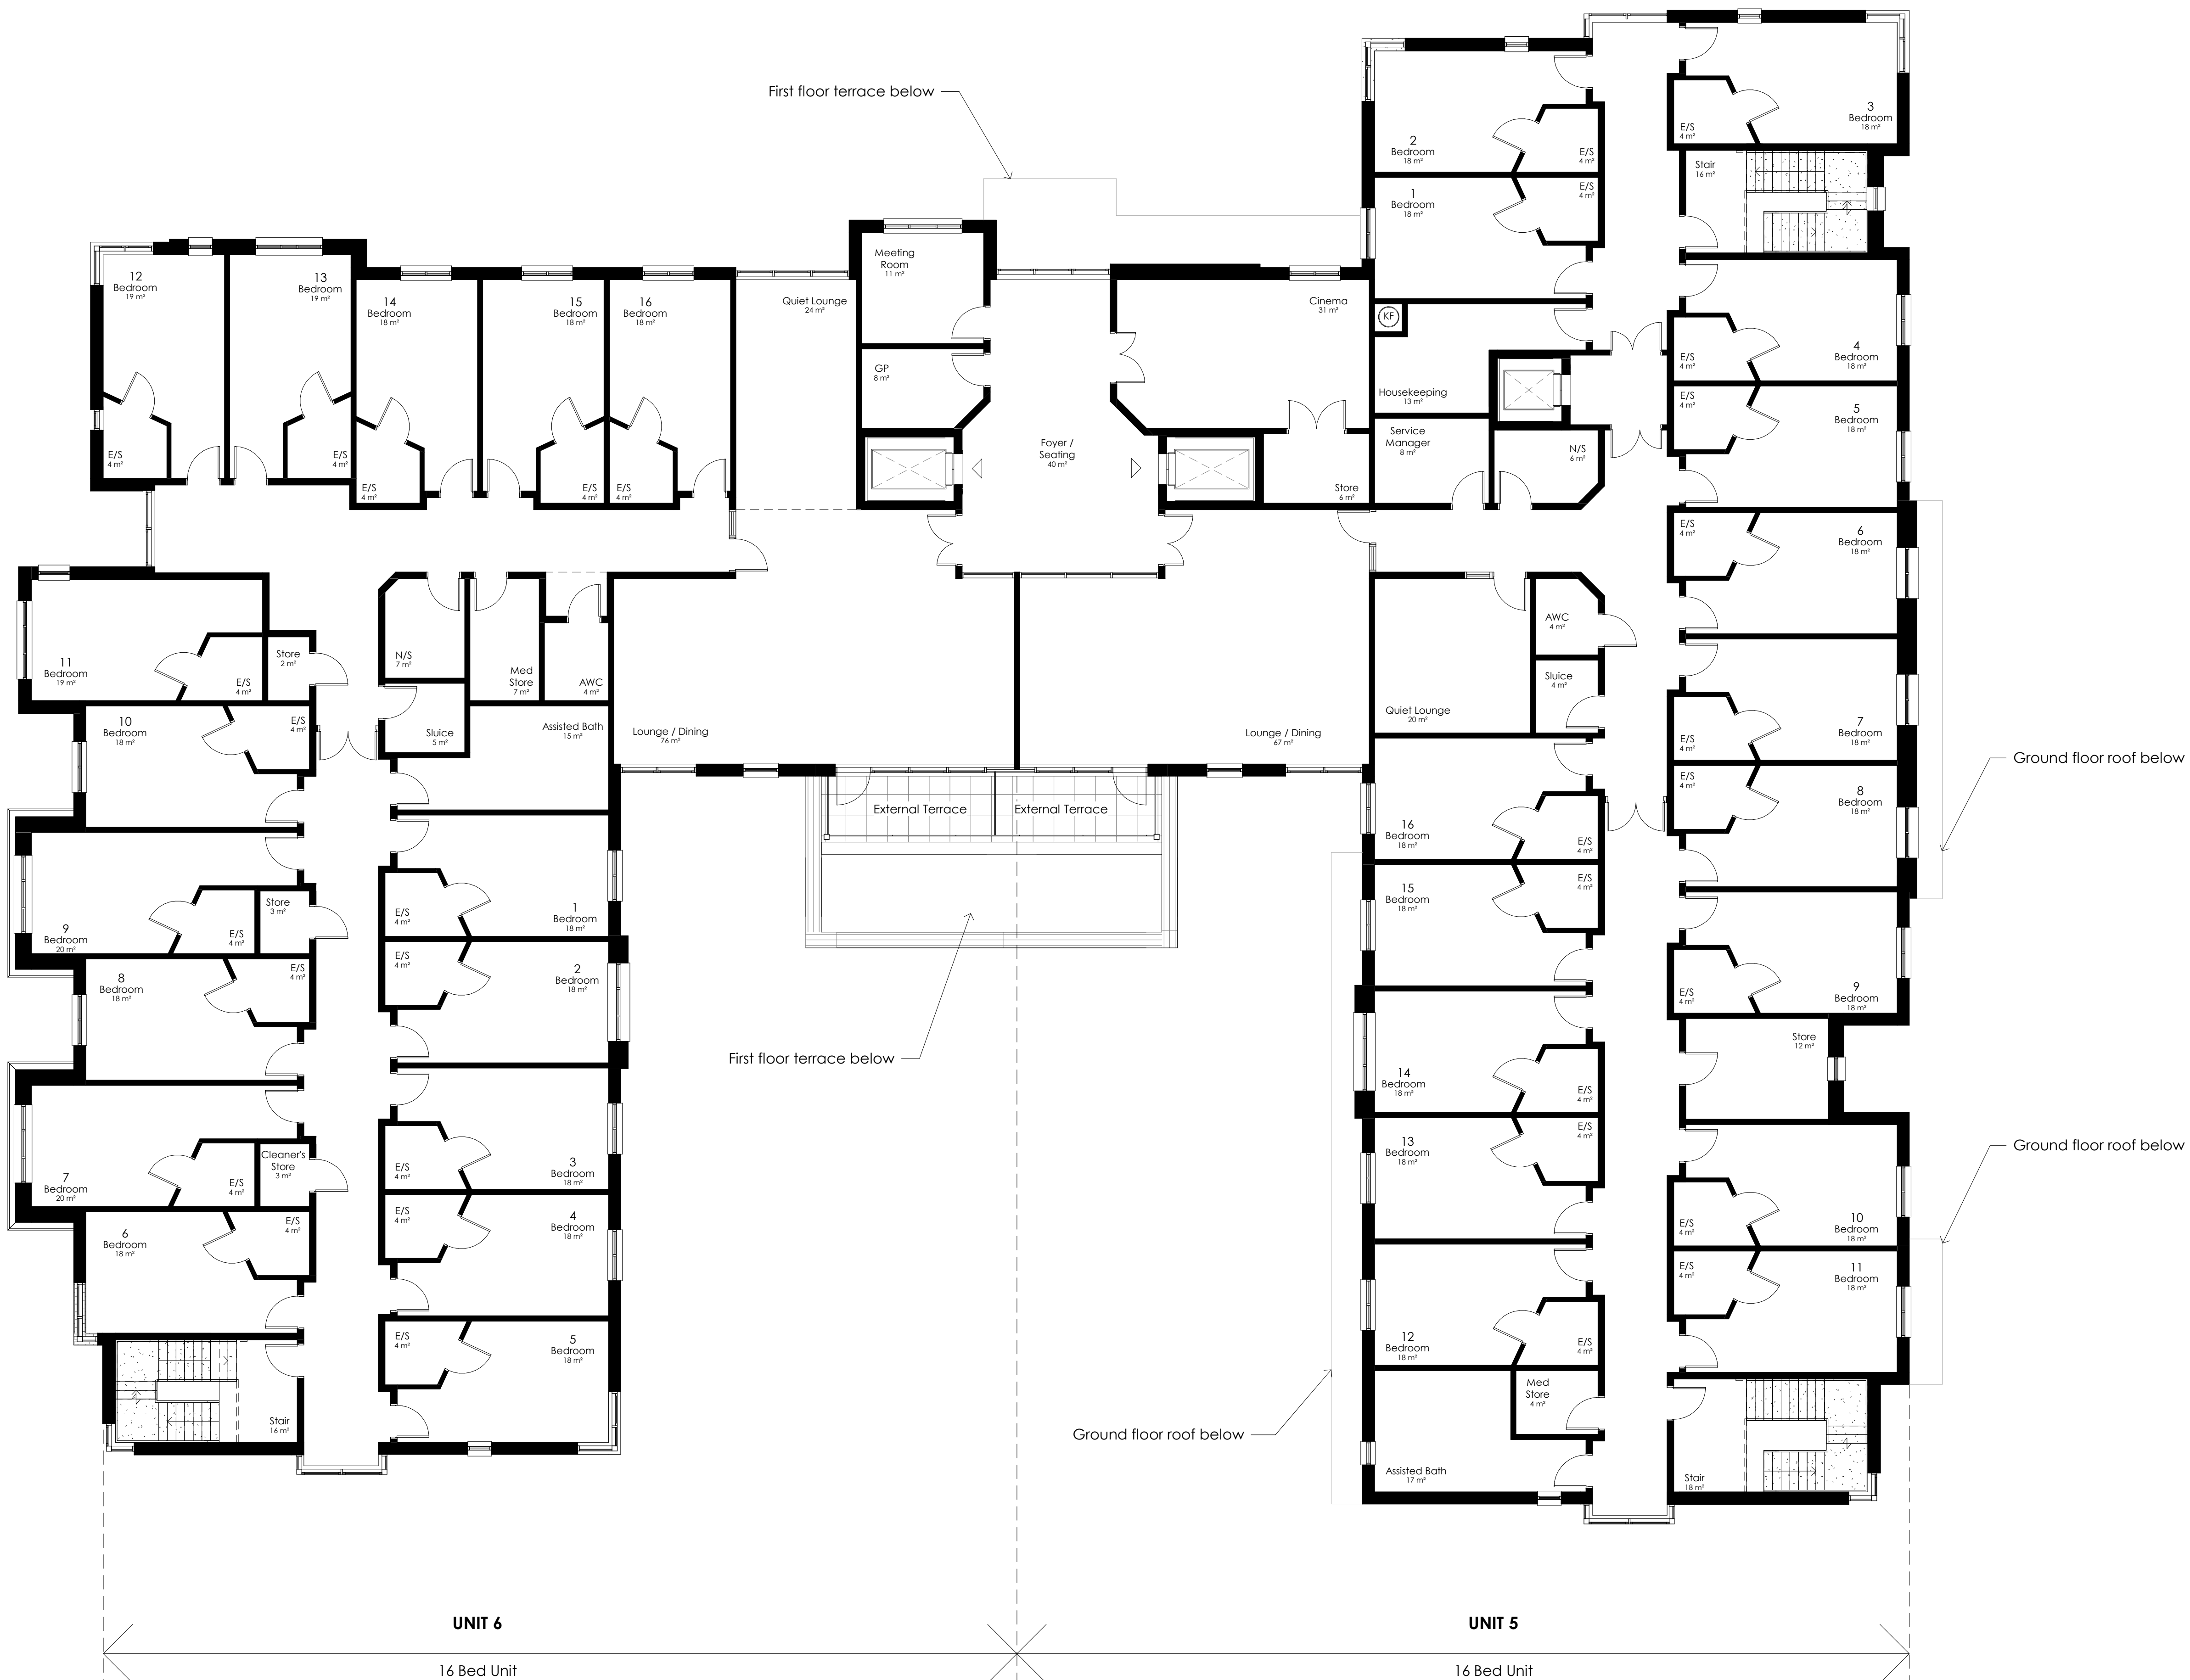 First floor terrace below
3
Bedroom
18 m²
E/S
4 m²
2
Bedroom
18 m²
E/S
4 m²
Stair
16 m²
1
Bedroom
18 m²
E/S
4 m²
12
Bedroom
19 m²
E/S
4 m²
13
Bedroom
19 m²
E/S
4 m²
14
Bedroom
18 m²
E/S
4 m²
15
Bedroom
18 m²
E/S
4 m²
16
Bedroom
18 m²
E/S
4 m²
Quiet Lounge
24 m²
Meeting
Room
11 m²
GP
8 m²
Foyer /
Seating
40 m²
Cinema
31 m²
Store
6 m²
KF
Housekeeping
13 m²
Service
Manager
8 m²
N/S
6 m²
4
Bedroom
18 m²
E/S
4 m²
5
Bedroom
18 m²
E/S
4 m²
6
Bedroom
18 m²
E/S
4 m²
11
Bedroom
19 m²
E/S
4 m²
Store
2 m²
N/S
7 m²
Med
Store
7 m²
AWC
4 m²
Sluice
5 m²
Assisted Bath
15 m²
Lounge / Dining
76 m²
Lounge / Dining
67 m²
Quiet Lounge
20 m²
AWC
4 m²
Sluice
4 m²
7
Bedroom
18 m²
E/S
4 m²
Ground floor roof below
10
Bedroom
18 m²
E/S
4 m²
External Terrace
External Terrace
16
Bedroom
18 m²
E/S
4 m²
8
Bedroom
18 m²
E/S
4 m²
9
Bedroom
20 m²
E/S
4 m²
Store
3 m²
1
Bedroom
18 m²
E/S
4 m²
15
Bedroom
18 m²
E/S
4 m²
9
Bedroom
18 m²
E/S
4 m²
8
Bedroom
18 m²
E/S
4 m²
2
Bedroom
18 m²
E/S
4 m²
First floor terrace below
14
Bedroom
18 m²
E/S
4 m²
Store
12 m²
7
Bedroom
20 m²
E/S
4 m²
Cleaner's
Store
3 m²
3
Bedroom
18 m²
E/S
4 m²
13
Bedroom
18 m²
E/S
4 m²
Ground floor roof below
10
Bedroom
18 m²
E/S
4 m²
6
Bedroom
18 m²
E/S
4 m²
4
Bedroom
18 m²
E/S
4 m²
12
Bedroom
18 m²
E/S
4 m²
11
Bedroom
18 m²
E/S
4 m²
5
Bedroom
18 m²
E/S
4 m²
Stair
16 m²
Med
Store
4 m²
Ground floor roof below
Assisted Bath
17 m²
Stair
18 m²
UNIT 6
UNIT 5
16 Bed Unit
16 Bed Unit